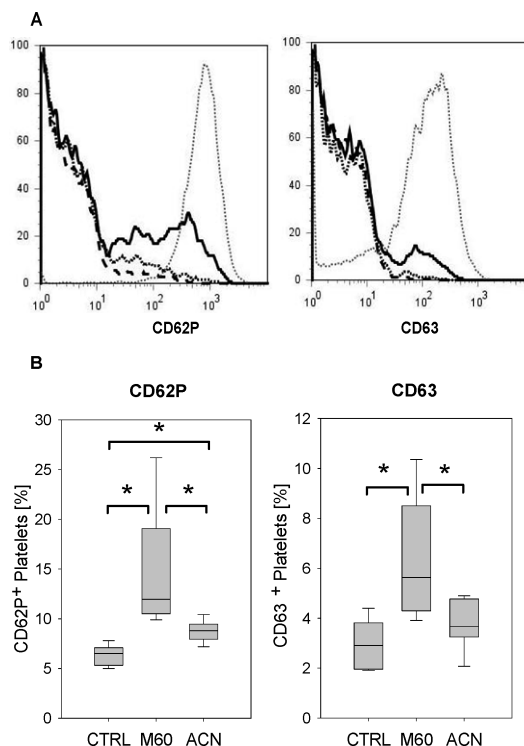 A
100
80
60
40
20
0
10^0 10^1 10^2 10^3
CD62P
100
80
60
40
20
0
10^0 10^1 10^2 10^3
CD63
B
CD62P
30
25
20
15
10
5
0
CD62P+ Platelets [%]
* * *
CTRL M60 ACN
CD63
12
10
8
6
4
2
0
CD63 + Platelets [%]
* *
CTRL M60 ACN